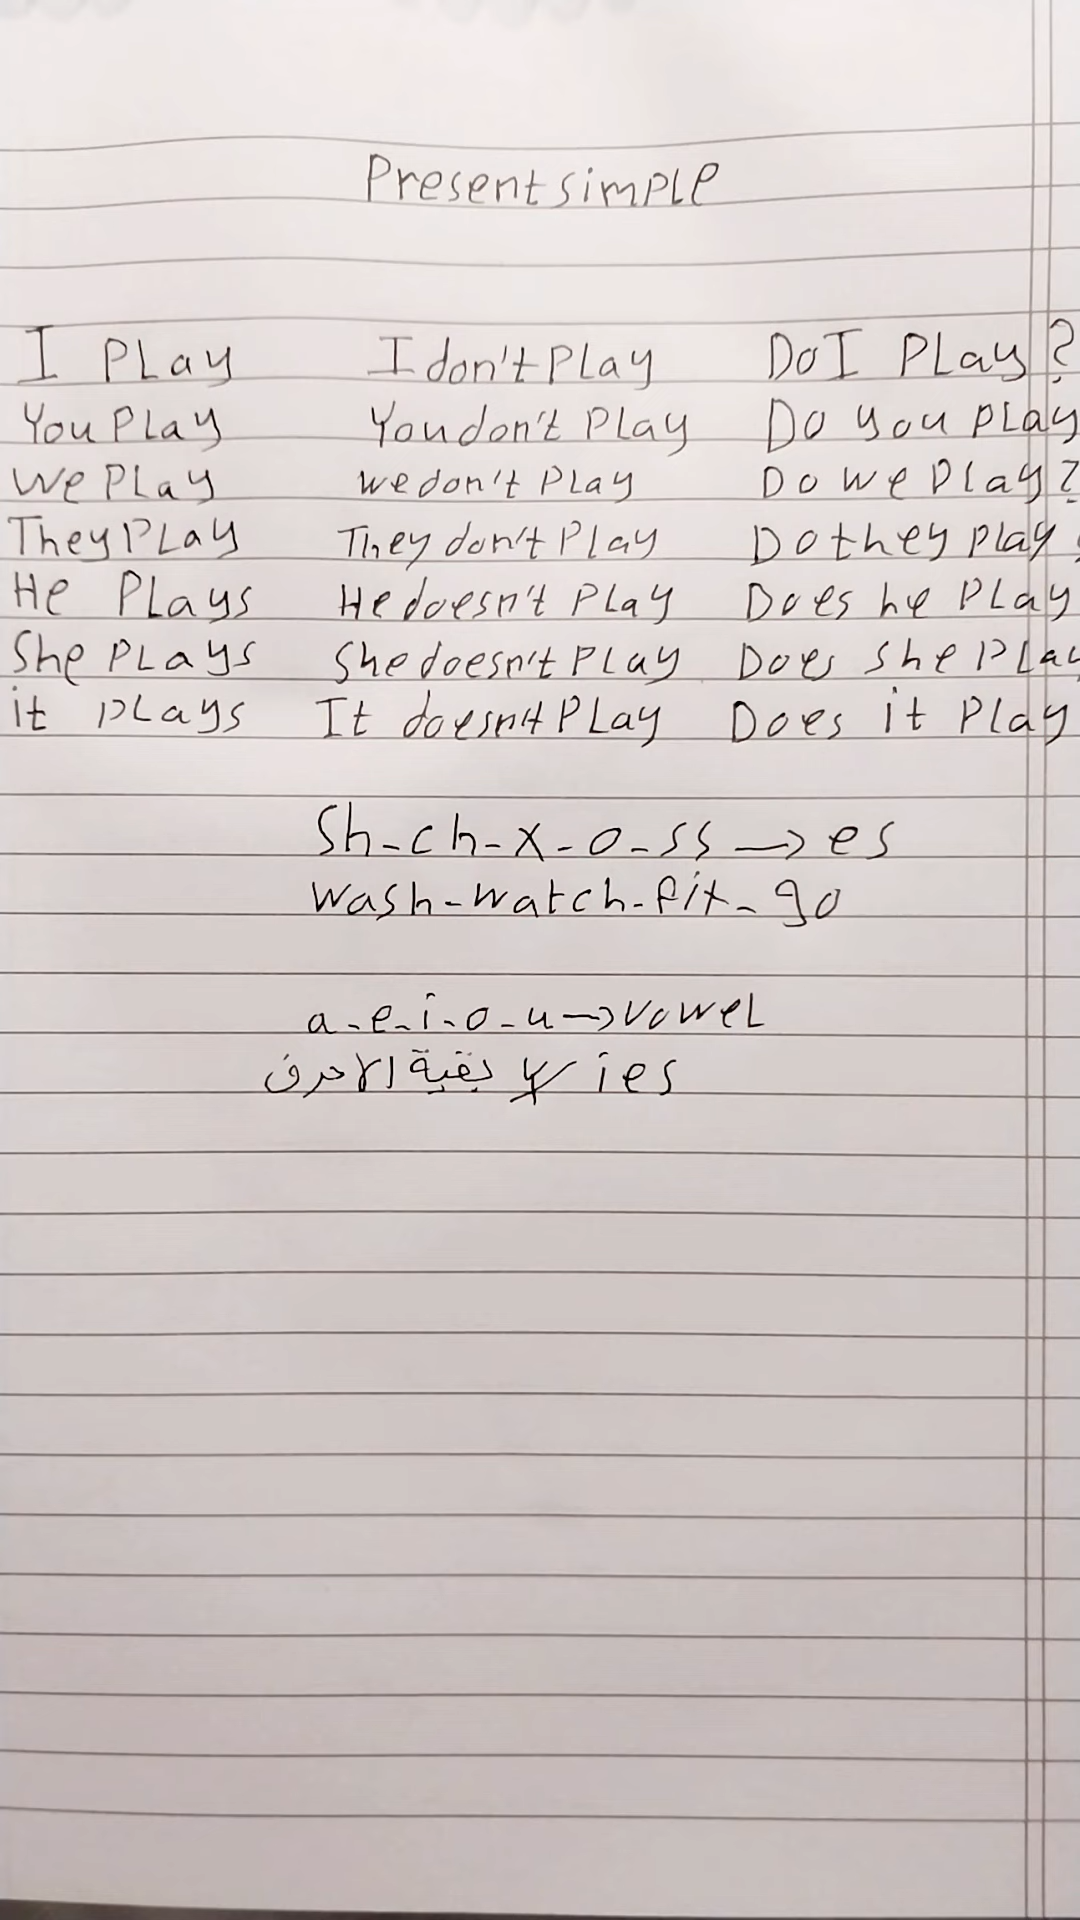 Present simple
I Play I don't Play Do I Play?
You Play You don't Play Do you play
We Play We don't Play Do we Play?
They Play They don't Play Do they play
He Plays He doesn't Play Does he Play
She Plays She doesn't Play Does she Play
it plays It doesn't Play Does it Play
Sh-ch-x-o-ss → es
wash-watch-fix-go
a-e-i-o-u → vowel
بقية الاحرف y ies